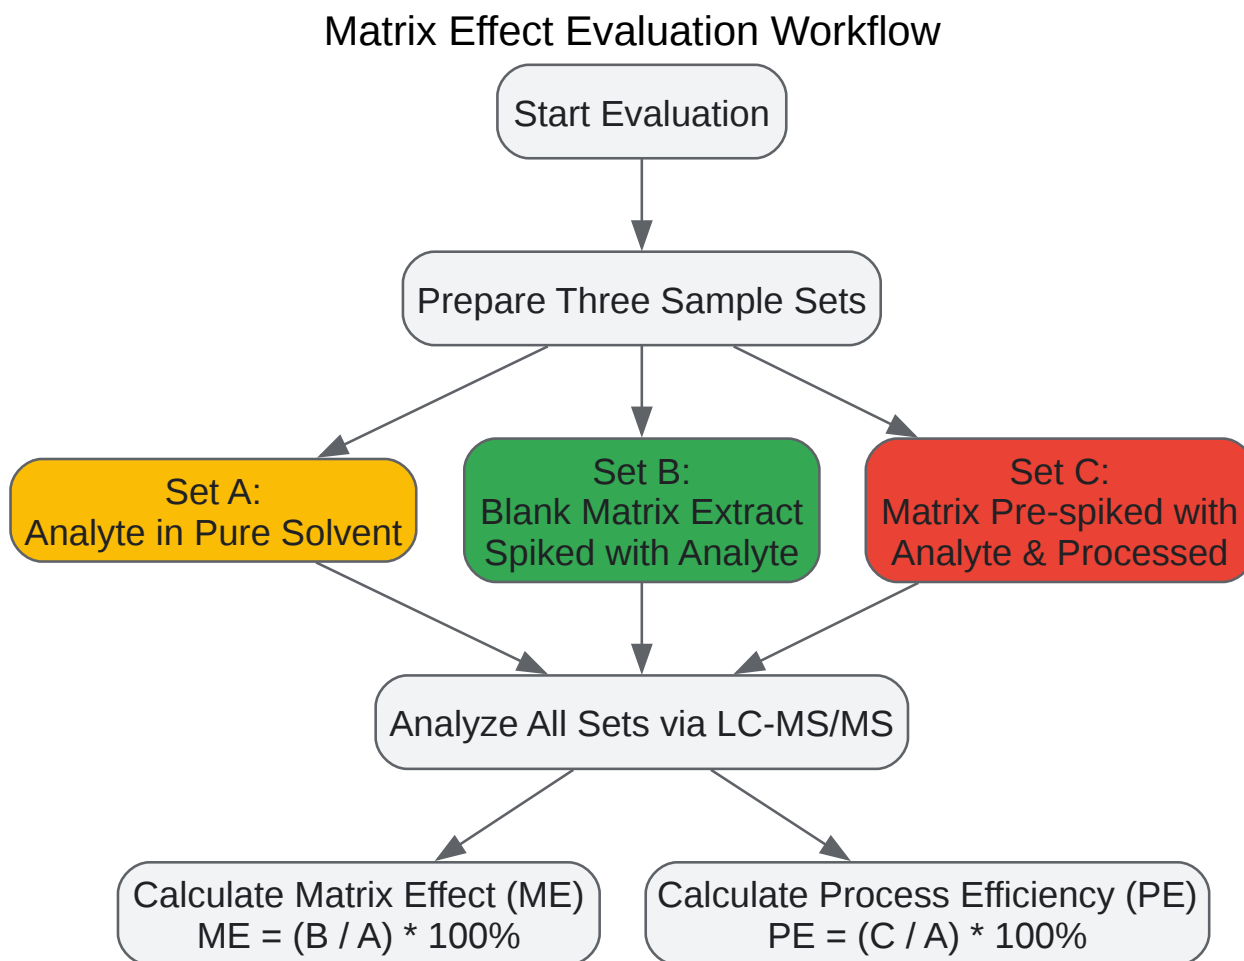 Matrix Effect Evaluation Workflow
Start Evaluation
Prepare Three Sample Sets
Set A:
Analyte in Pure Solvent
Set B:
Blank Matrix Extract
Spiked with Analyte
Set C:
Matrix Pre-spiked with
Analyte & Processed
Analyze All Sets via LC-MS/MS
Calculate Matrix Effect (ME)
ME = (B / A) * 100%
Calculate Process Efficiency (PE)
PE = (C / A) * 100%